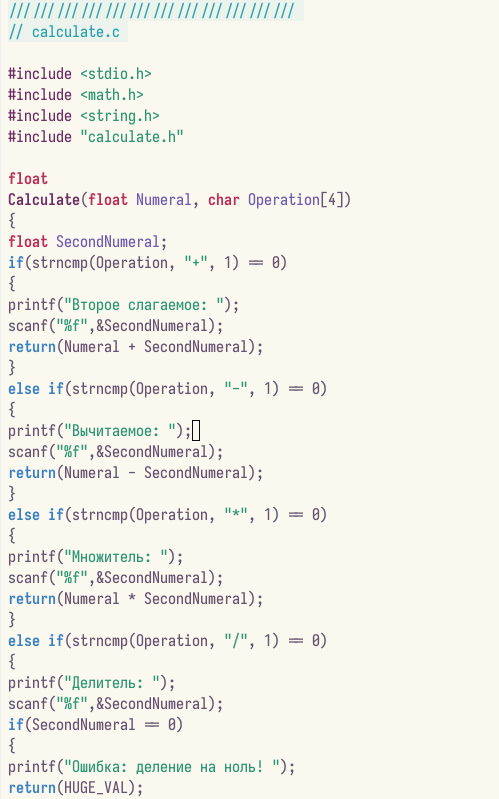 ////////////////////////////////////
// calculate.c
#include <stdio.h>
#include <math.h>
#include <string.h>
#include "calculate.h"
float
Calculate(float Numeral, char Operation[4])
{
float SecondNumeral;
if(strncmp(Operation, "+", 1) == 0)
{
printf("Второе слагаемое: ");
scanf("%f",&SecondNumeral);
return(Numeral + SecondNumeral);
}
else if(strncmp(Operation, "-", 1) == 0)
{
printf("Вычитаемое: ");
scanf("%f",&SecondNumeral);
return(Numeral - SecondNumeral);
}
else if(strncmp(Operation, "*", 1) == 0)
{
printf("Множитель: ");
scanf("%f",&SecondNumeral);
return(Numeral * SecondNumeral);
}
else if(strncmp(Operation, "/", 1) == 0)
{
printf("Делитель: ");
scanf("%f",&SecondNumeral);
if(SecondNumeral == 0)
{
printf("Ошибка: деление на ноль! ");
return(HUGE_VAL);